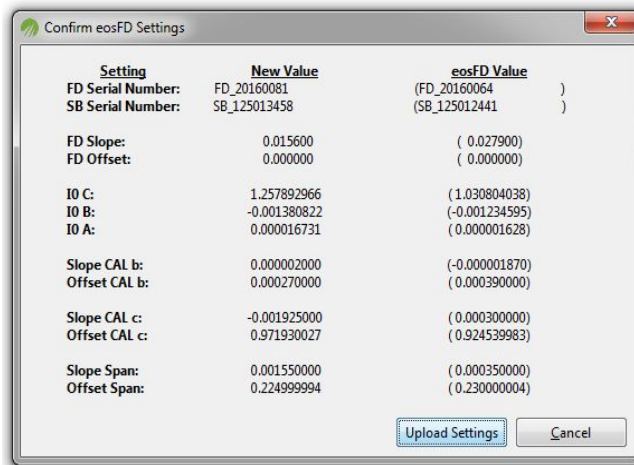 Confirm eosFD Settings
x
Setting New Value eosFD Value
FD Serial Number: FD_20160081 (FD_20160064 )
SB Serial Number: SB_125013458 (SB_125012441 )
FD Slope: 0.015600 ( 0.027900)
FD Offset: 0.000000 ( 0.000000)
I0 C: 1.257892966 ( 1.030804038)
I0 B: -0.001380822 (-0.001234595)
I0 A: 0.000016731 ( 0.000001628)
Slope CAL b: 0.000002000 (-0.000001870)
Offset CAL b: 0.000270000 ( 0.000390000)
Slope CAL c: -0.001925000 ( 0.000300000)
Offset CAL c: 0.971930027 ( 0.924539983)
Slope Span: 0.001550000 ( 0.000350000)
Offset Span: 0.224999994 ( 0.230000004)
Upload Settings Cancel